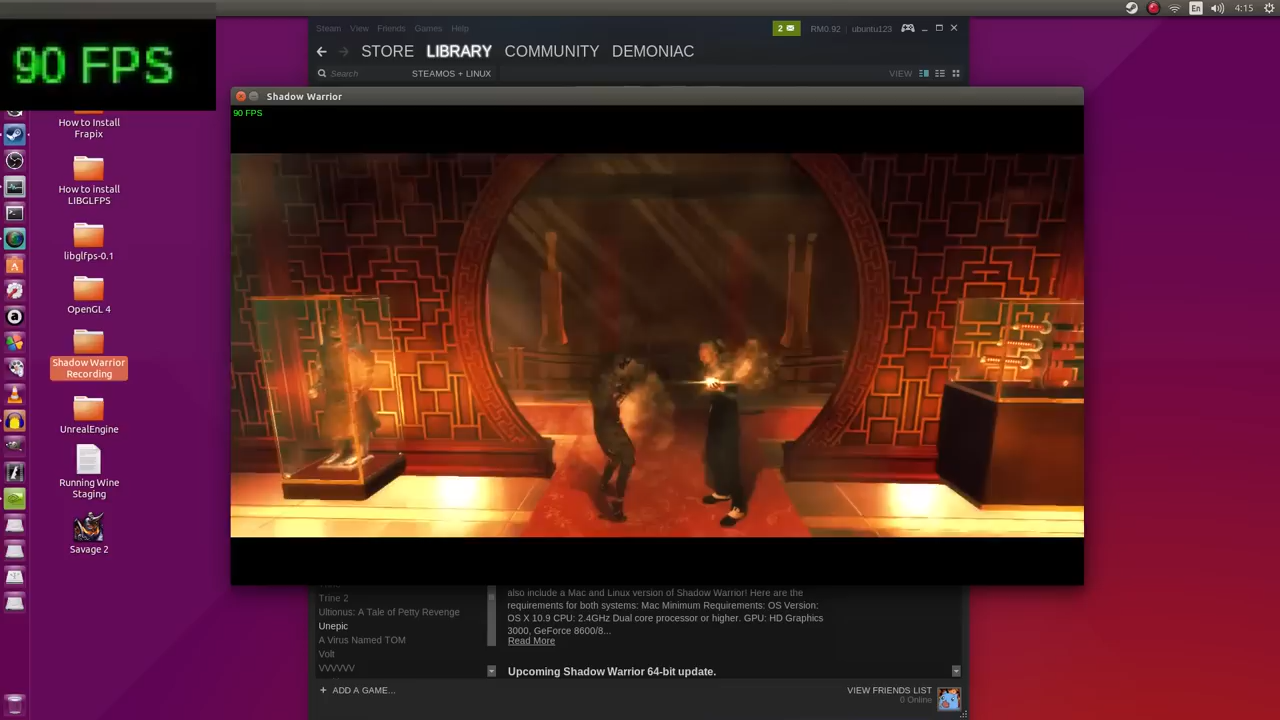 90 FPS
En
4:15
Steam View Friends Games Help
2
RM0.92 ubuntu123
STORE LIBRARY COMMUNITY DEMONIAC
Search
STEAMOS + LINUX
VIEW
Shadow Warrior
90 FPS
How to Install
Frapix
How to install
LIBGLFPS
libglfps-0.1
OpenGL 4
Shadow Warrior
Recording
UnrealEngine
Running Wine
Staging
Savage 2
Trine 2
Ultionus: A Tale of Petty Revenge
Unepic
A Virus Named TOM
Volt
VVVVVV
also include a Mac and Linux version of Shadow Warrior! Here are the
requirements for both systems: Mac Minimum Requirements: OS Version:
OS X 10.9 CPU: 2.4GHz Dual core processor or higher. GPU: HD Graphics
3000, GeForce 8600/8...
Read More
Upcoming Shadow Warrior 64-bit update.
+ ADD A GAME...
VIEW FRIENDS LIST
0 Online